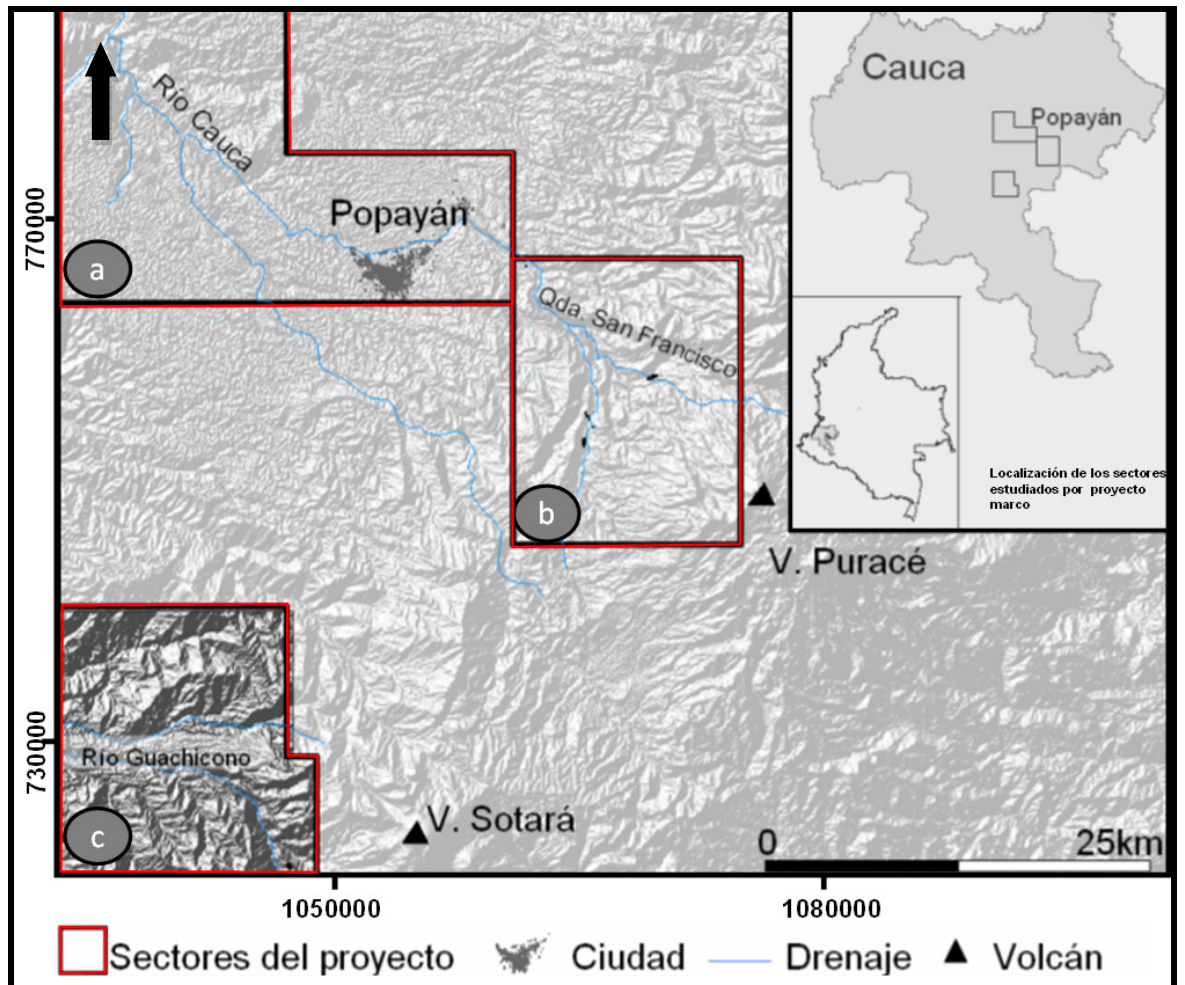 Cauca
Popayán
Río Cauca
Popayán
770000
a
Qda. San Francisco
Localización de los sectores
estudiados por proyecto
marco
b
V. Puracé
730000
Río Guachicono
c
V. Sotará
0
25km
1050000
1080000
Sectores del proyecto
Ciudad
Drenaje
Volcán